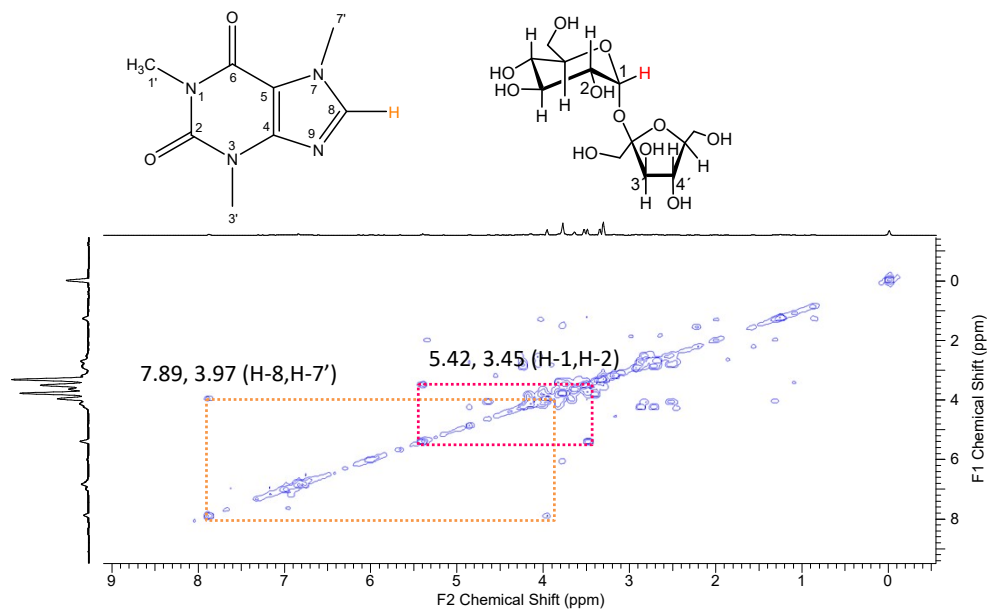 O
7'
H3C
1'
6
N
1
5
N
7
8
H
2
4
9
N
3
N
O
3'
HO
H
H
O
HO
HO
1
H
2
OH
OH
H
O
O
HO
OH
H
OH
H
3´
4´
H
OH
7.89, 3.97 (H-8,H-7’)
5.42, 3.45 (H-1,H-2)
0
2
4
6
8
F1 Chemical Shift (ppm)
9 8 7 6 5 4 3 2 1 0
F2 Chemical Shift (ppm)